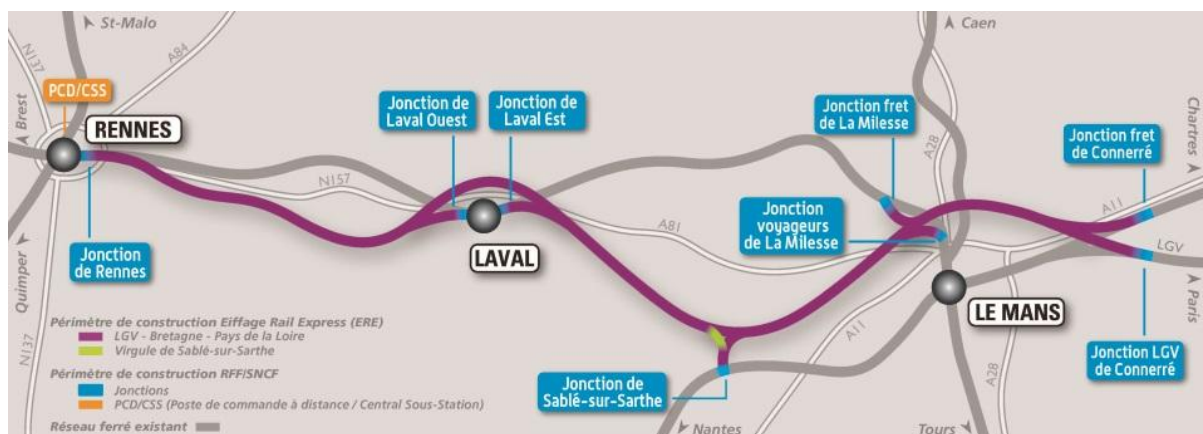 St-Malo
Caen
N137
A84
PCD/CSS
Brest
RENNES
Jonction de
Laval Ouest
Jonction de
Laval Est
Jonction fret
de La Milesse
A28
Chartres
Jonction fret
de Connerré
N157
A11
Jonction
de Rennes
Quimper
LAVAL
A81
Jonction
voyageurs
de La Milesse
LGV
Paris
LE MANS
A11
Périmètre de construction Eiffage Rail Express (ERE)
LGV - Bretagne - Pays de la Loire
Virgule de Sablé-sur-Sarthe
N137
Périmètre de construction RFF/SNCF
Jonctions
PCD/CSS (Poste de commande à distance / Central Sous-Station)
Réseau ferré existant
Jonction de
Sablé-sur-Sarthe
Jonction LGV
de Connerré
A28
Nantes
Tours